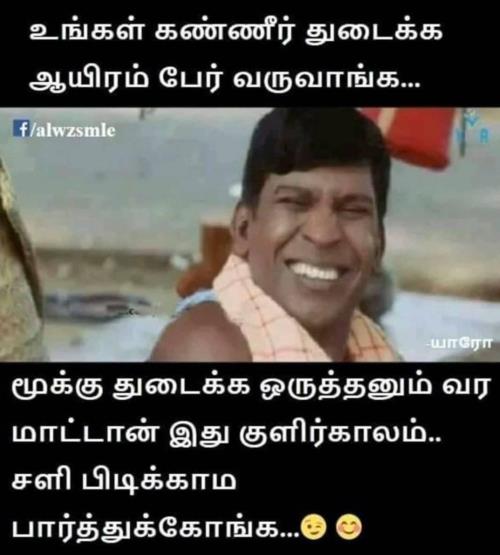 உங்கள் கண்ணீர் துடைக்க
ஆயிரம் பேர் வருவாங்க...
f/alwzsmle
-யாரோ
மூக்கு துடைக்க ஒருத்தனும் வர
மாட்டான் இது குளிர்காலம்..
சளி பிடிக்காம
பார்த்துக்கோங்க...😉 😊